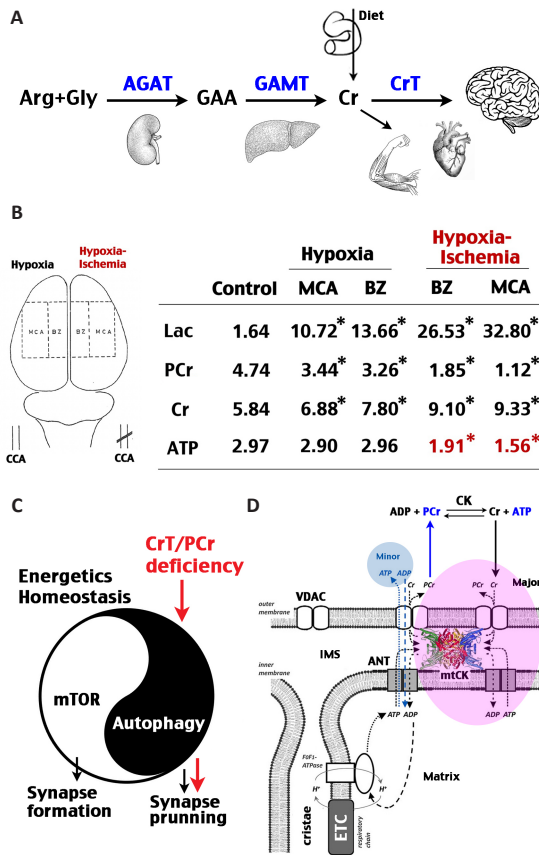 A
Diet
AGAT GAMT CrT
Arg+Gly GAA Cr
B
Hypoxia Hypoxia-
Ischemia
MCA BZ BZ MCA
CCA CCA
Hypoxia Hypoxia-
Ischemia
Control MCA BZ BZ MCA
Lac 1.64 10.72* 13.66* 26.53* 32.80*
PCr 4.74 3.44* 3.26* 1.85* 1.12*
Cr 5.84 6.88* 7.80* 9.10* 9.33*
ATP 2.97 2.90 2.96 1.91* 1.56*
C
CrT/PCr
deficiency
Energetics
Homeostasis
mTOR
Autophagy
Synapse
formation
Synapse
prunning
D
CK
ADP + PCr Cr + ATP
Minor
ATP ADP
Cr PCr PCr Cr
Major
VDAC
outer
membrane
IMS
mtCK
ANT
inner
membrane
ATP ADP ADP ATP
Matrix
F0F1-
ATPase
H+ H+
cristae
ETC
respiratory
chain